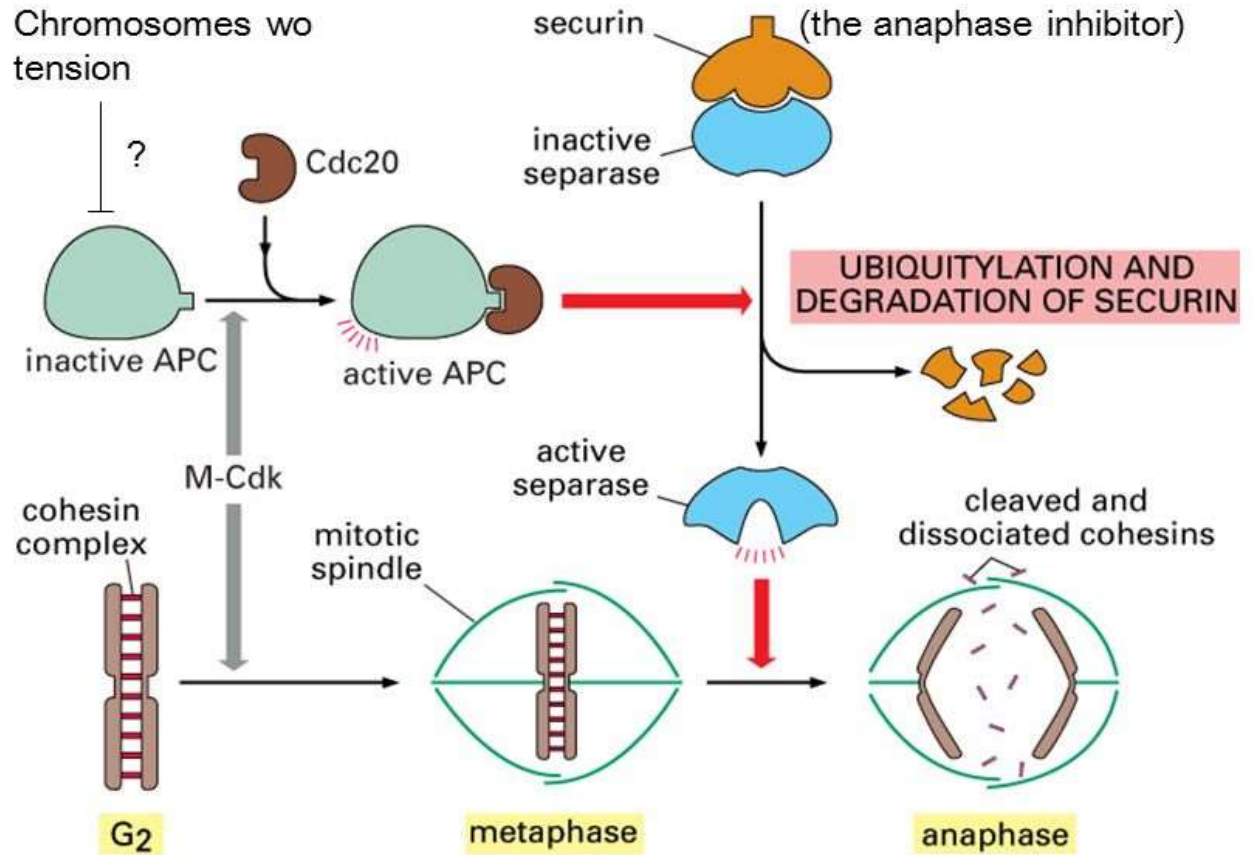 Chromosomes wo
tension
?
Cdc20
securin
(the anaphase inhibitor)
inactive
separase
inactive APC
active APC
UBIQUITYLATION AND
DEGRADATION OF SECURIN
M-Cdk
active
separase
cohesin
complex
mitotic
spindle
cleaved and
dissociated cohesins
G2
metaphase
anaphase